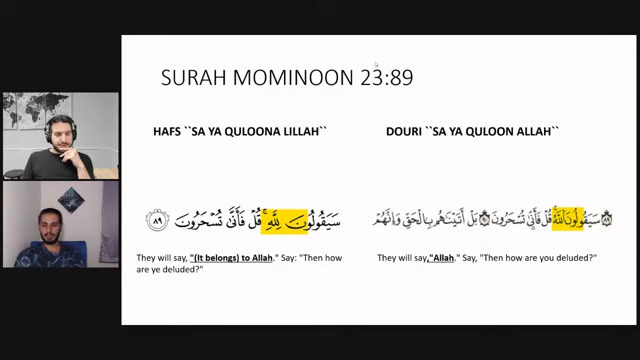 SURAH MOMINOON 23:89
HAFS ``SA YA QULOONA LILLAH``
DOURI ``SA YA QULOON ALLAH``
سَيَقُولُونَ لِلَّهِ ۚ قُلْ فَأَنَّىٰ تُسْحَرُونَ ٨٩
سَيَقُولُونَ اَللَّهُ قُلْ فَأَنَّىٰ تُسْحَرُونَ بَلْ أَتَيْنَٰهُم بِالْحَقِّ وَإِنَّهُمْ
They will say, "(It belongs) to Allah." Say: "Then how
are ye deluded?"
They will say,"Allah." Say, "Then how are you deluded?"